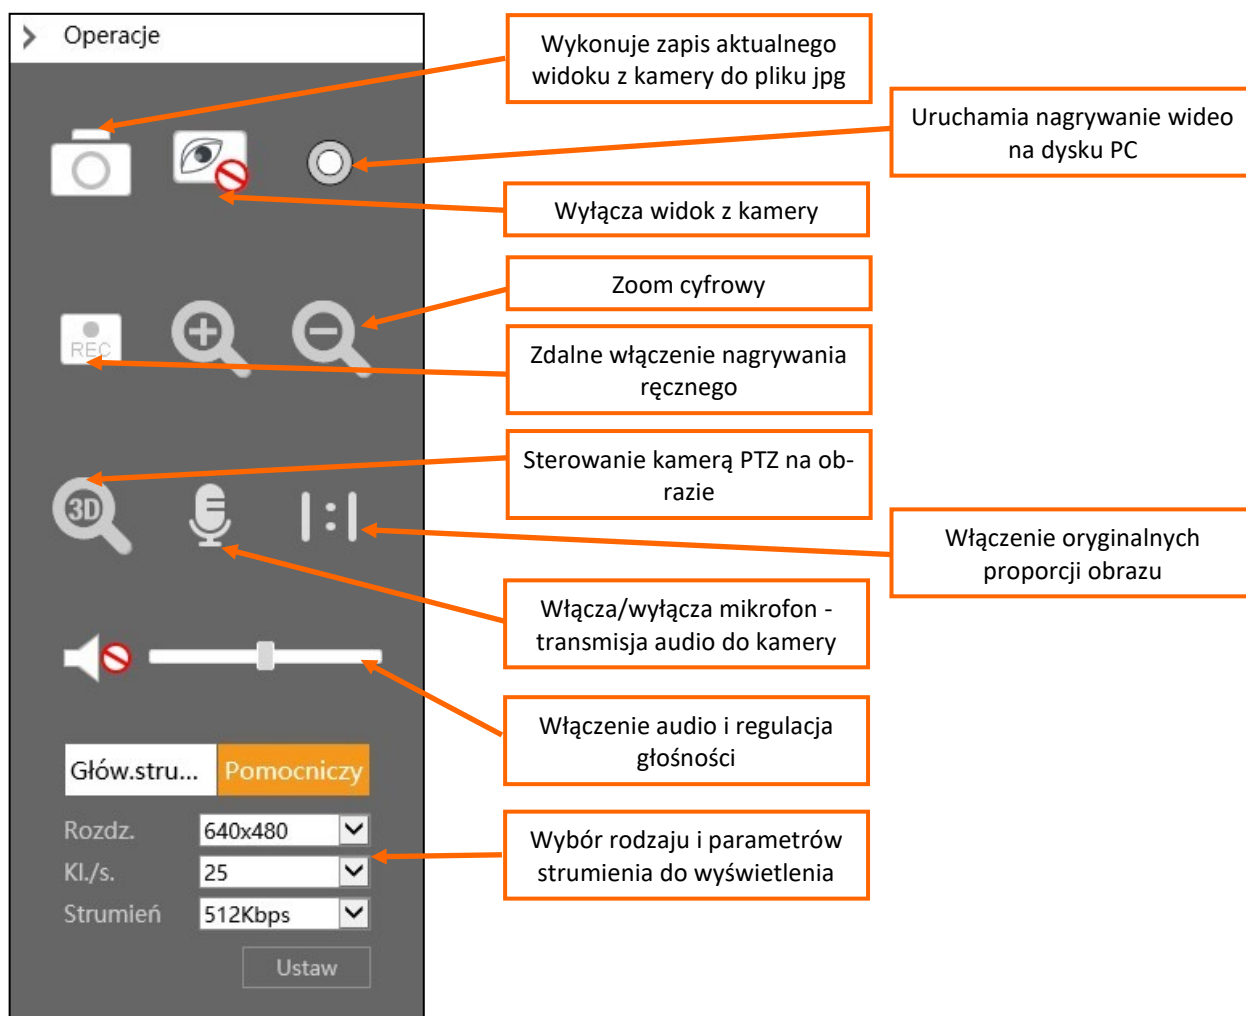 Operacje
Wykonuje zapis aktualnego
widoku z kamery do pliku jpg
Uruchamia nagrywanie wideo
na dysku PC
Wyłącza widok z kamery
Zoom cyfrowy
REC
Zdalne włączenie nagrywania
ręcznego
Sterowanie kamerą PTZ na ob-
razie
3D
|:|
Włączenie oryginalnych
proporcji obrazu
Włącza/wyłącza mikrofon -
transmisja audio do kamery
Włączenie audio i regulacja
głośności
Głów.stru...
Pomocniczy
Rozdz.
640x480
Kl./s.
25
Strumień
512Kbps
Wybór rodzaju i parametrów
strumienia do wyświetlenia
Ustaw